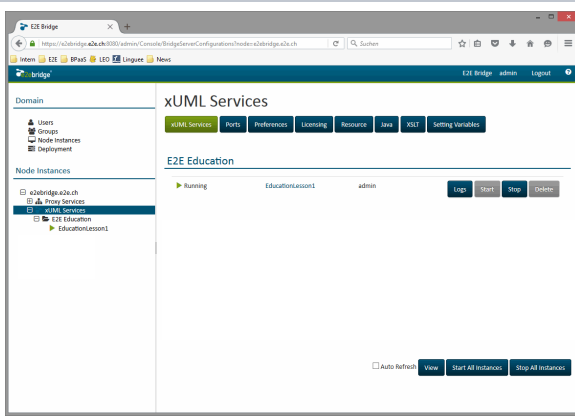 E2E Bridge
https://e2ebridge.e2e.ch:8080/admin/Console/BridgeServerConfigurations?node=e2ebridge.e2e.ch
Suchen
Intern E2E BPaaS LEO Linguee News
e2ebridge
E2E Bridge admin Logout
Domain
Users
Groups
Node Instances
Deployment
Node Instances
e2ebridge.e2e.ch
Proxy Services
xUML Services
E2E Education
EducationLesson1
xUML Services
xUML Services Ports Preferences Licensing Resource Java XSLT Setting Variables
E2E Education
Running EducationLesson1 admin Logs Start Stop Delete
Auto Refresh View Start All Instances Stop All Instances